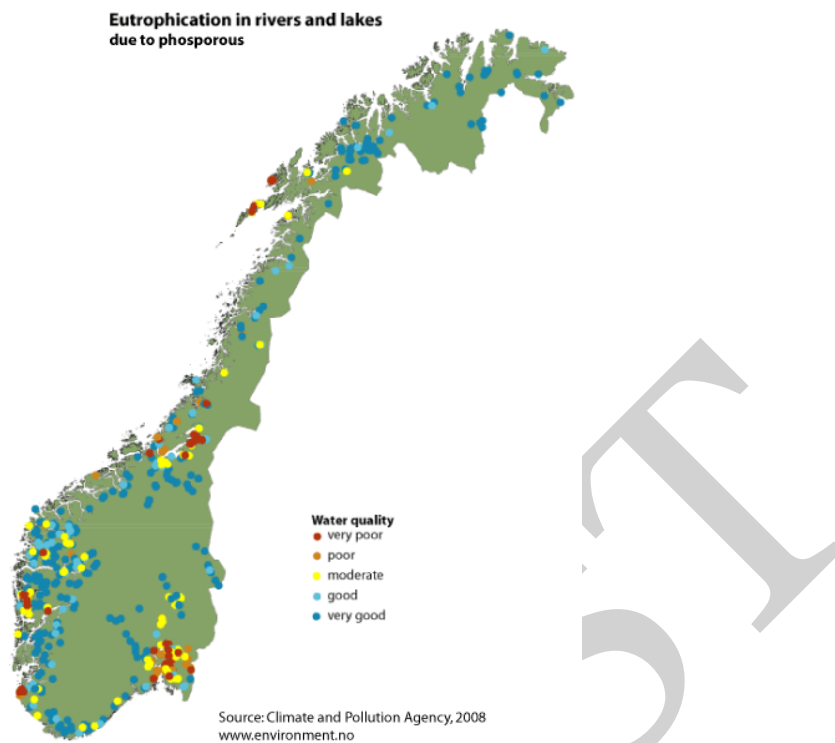 Eutrophication in rivers and lakes
due to phosporous
Water quality
very poor
poor
moderate
good
very good
Source: Climate and Pollution Agency, 2008
www.environment.no
ST